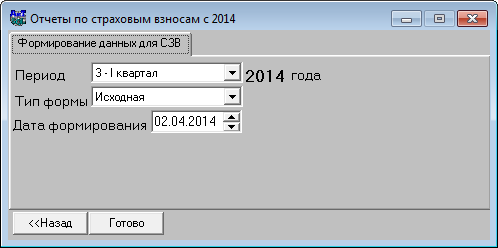 Отчеты по страховым взносам с 2014
Формирование данных для СЗВ
Период 3 - I квартал 2014 года
Тип формы Исходная
Дата формирования 02.04.2014
<<Назад Готово